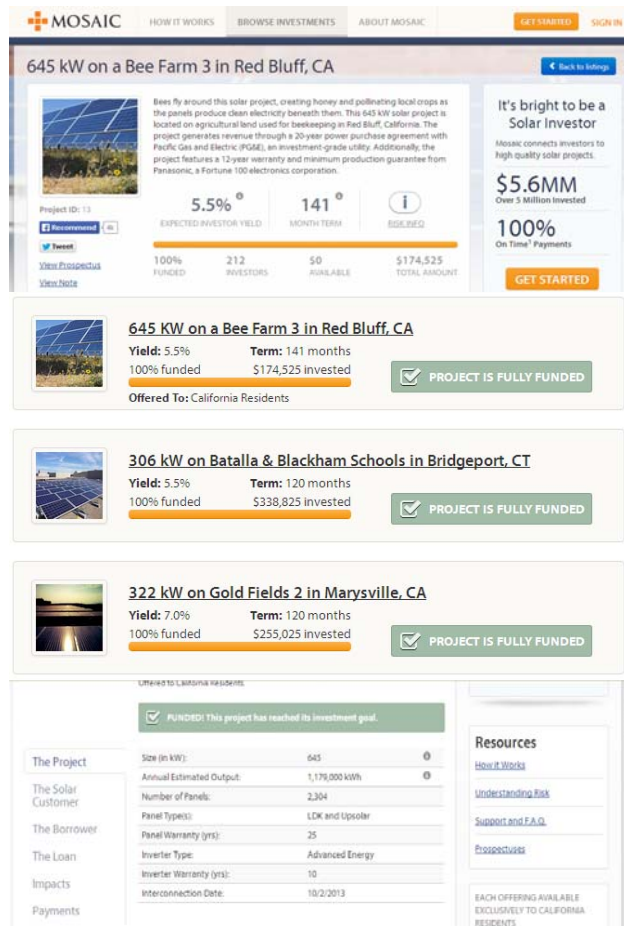 MOSAIC
HOW IT WORKS
BROWSE INVESTMENTS
ABOUT MOSAIC
GET STARTED
SIGN IN
645 kW on a Bee Farm 3 in Red Bluff, CA
Back to listings
Bees fly around this solar project, creating honey and pollinating local crops as
the panels produce clean electricity beneath them. This 645 kW solar project is
located on agricultural land used for beekeeping in Red Bluff, California. The
project generates revenue through a 20-year power purchase agreement with
Pacific Gas and Electric (PG&E), an investment-grade utility. Additionally, the
project features a 12-year warranty and minimum production guarantee from
Panasonic, a Fortune 100 electronics corporation.
Project ID: 13
Recommend 46
Tweet
View Prospectus
View Note
5.5%
EXPECTED INVESTOR YIELD
141
MONTH TERM
i
RISK INFO
100%
FUNDED
212
INVESTORS
$0
AVAILABLE
$174,525
TOTAL AMOUNT
It's bright to be a
Solar Investor
Mosaic connects investors to
high quality solar projects.
$5.6MM
Over 5 Million Invested
100%
On Time¹ Payments
GET STARTED
645 KW on a Bee Farm 3 in Red Bluff, CA
Yield: 5.5% Term: 141 months
100% funded $174,525 invested
Offered To: California Residents
PROJECT IS FULLY FUNDED
306 kW on Batalla & Blackham Schools in Bridgeport, CT
Yield: 5.5% Term: 120 months
100% funded $338,825 invested
PROJECT IS FULLY FUNDED
322 kW on Gold Fields 2 in Marysville, CA
Yield: 7.0% Term: 120 months
100% funded $255,025 invested
PROJECT IS FULLY FUNDED
Offered to California Residents
FUNDED! This project has reached its investment goal.
The Project
The Solar
Customer
The Borrower
The Loan
Impacts
Payments
Size (in kW): 645
Annual Estimated Output: 1,179,000 kWh
Number of Panels: 2,304
Panel Type(s): LDK and Upsolar
Panel Warranty (yrs): 25
Inverter Type: Advanced Energy
Inverter Warranty (yrs): 10
Interconnection Date: 10/2/2013
Resources
How it Works
Understanding Risk
Support and F.A.Q.
Prospectuses
EACH OFFERING AVAILABLE
EXCLUSIVELY TO CALIFORNIA
RESIDENTS